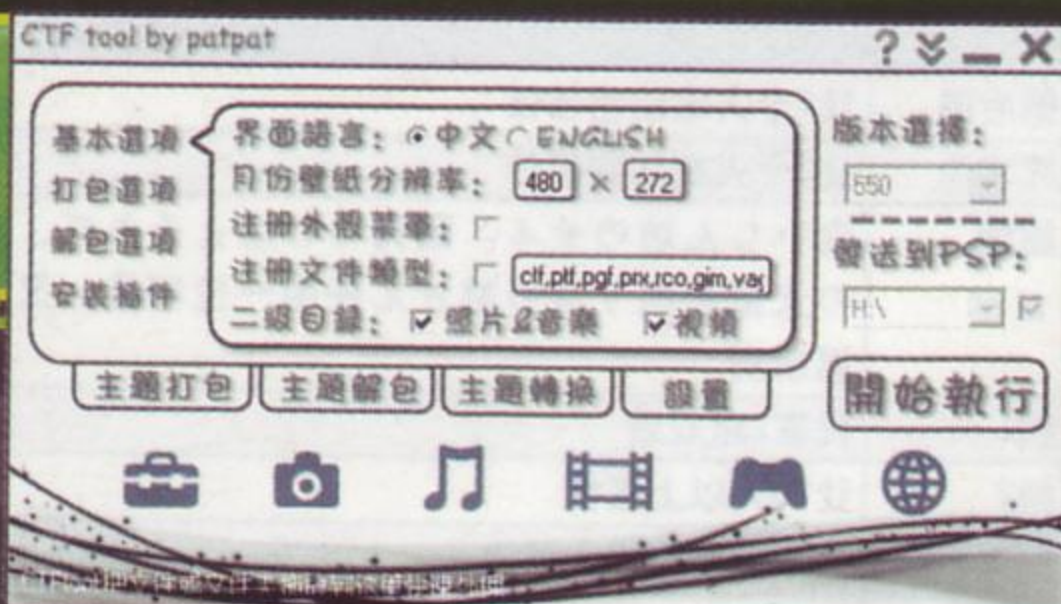 CTF tool by patpat
? _ X
基本選項
打包選項
解包選項
安裝插件
界面語言: 中文 ENGLISH
月份壁紙分辨率: 480 × 272
注冊外殼菜單:
注冊文件類型: ctf,ptf,pgf,prx,rco,gim,vag
二級目錄: 照片&音樂 視頻
版本選擇:
550
發送到PSP:
H:\
主題打包 主題解包 主題轉換 設置
開始執行